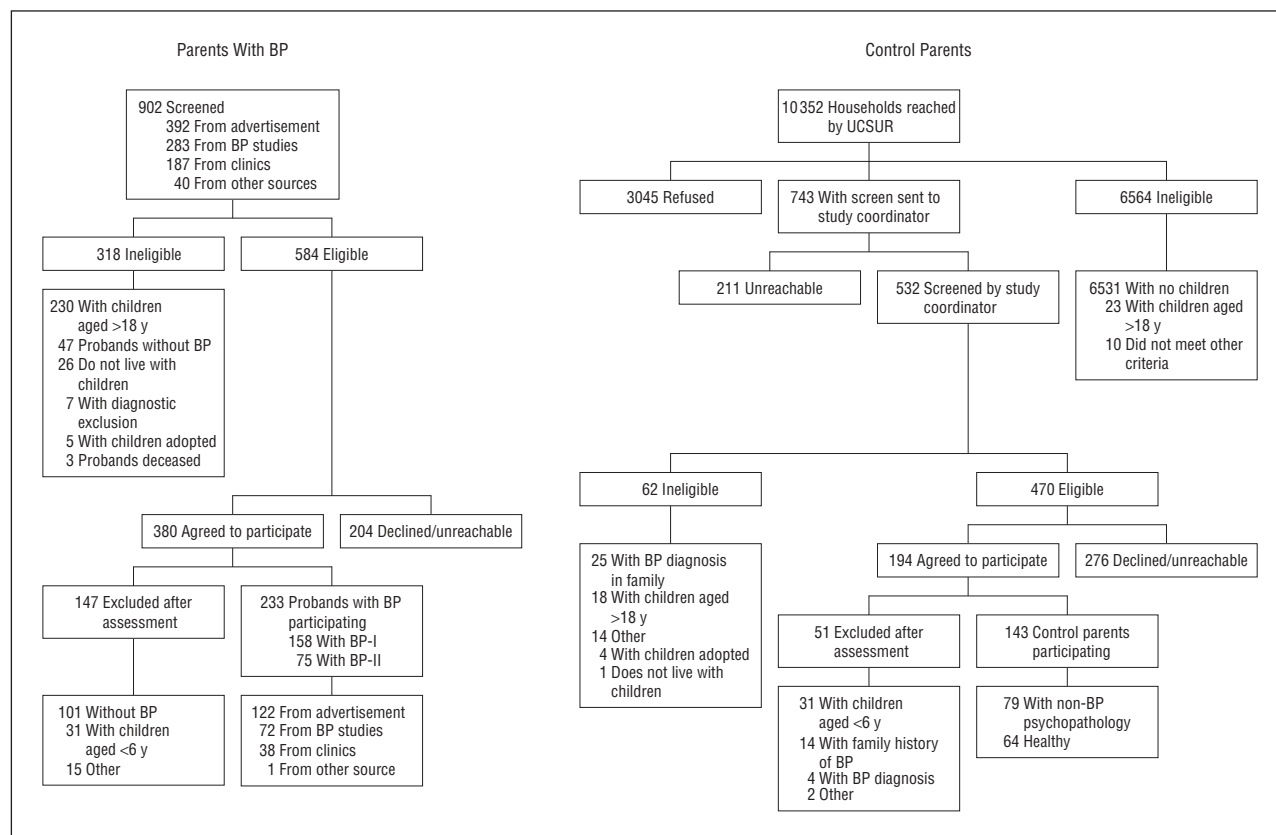 Parents With BP
902 Screened
392 From advertisement
283 From BP studies
187 From clinics
40 From other sources
318 Ineligible
584 Eligible
230 With children
aged >18 y
47 Probands without BP
26 Do not live with
children
7 With diagnostic
exclusion
5 With children adopted
3 Probands deceased
380 Agreed to participate
204 Declined/unreachable
147 Excluded after
assessment
233 Probands with BP
participating
158 With BP-I
75 With BP-II
101 Without BP
31 With children
aged <6 y
15 Other
122 From advertisement
72 From BP studies
38 From clinics
1 From other source
Control Parents
10 352 Households reached
by UCSUR
3045 Refused
743 With screen sent to
study coordinator
6564 Ineligible
211 Unreachable
532 Screened by study
coordinator
6531 With no children
23 With children aged
>18 y
10 Did not meet other
criteria
62 Ineligible
470 Eligible
25 With BP diagnosis
in family
18 With children aged
>18 y
14 Other
4 With children adopted
1 Does not live with
children
194 Agreed to participate
276 Declined/unreachable
51 Excluded after
assessment
143 Control parents
participating
31 With children
aged <6 y
14 With family history
of BP
4 With BP diagnosis
2 Other
79 With non-BP
psychopathology
64 Healthy